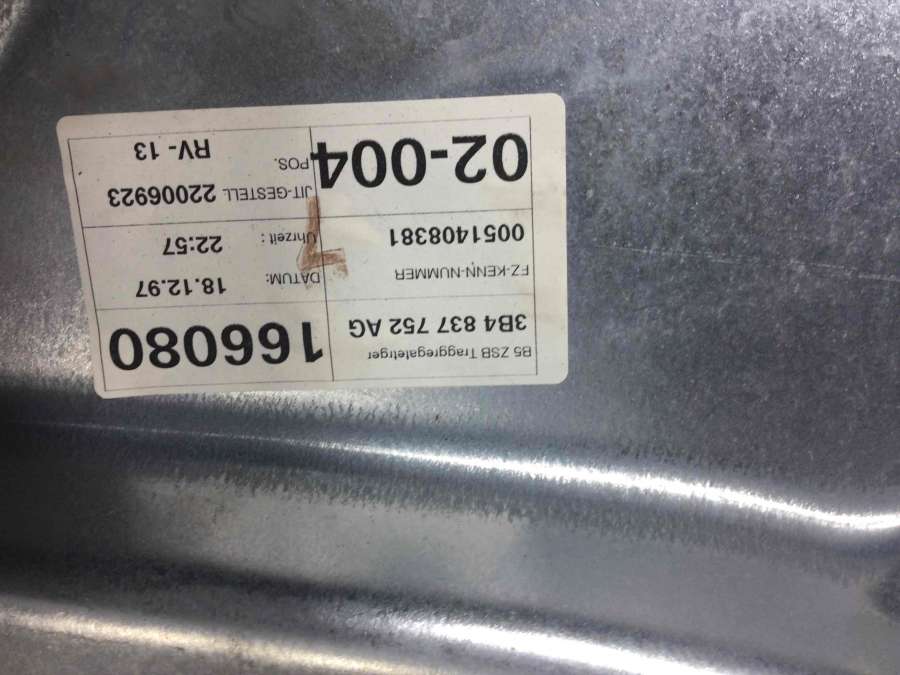 B5 ZSB Traggregatetrger
3B4 837 752 AG
166080
FZ-KENN-NUMMER
0051408381
DATUM: 18.12.97
Uhrzeit: 22:57
02-004
JIT-GESTELL 22006923
POS. RV- 13